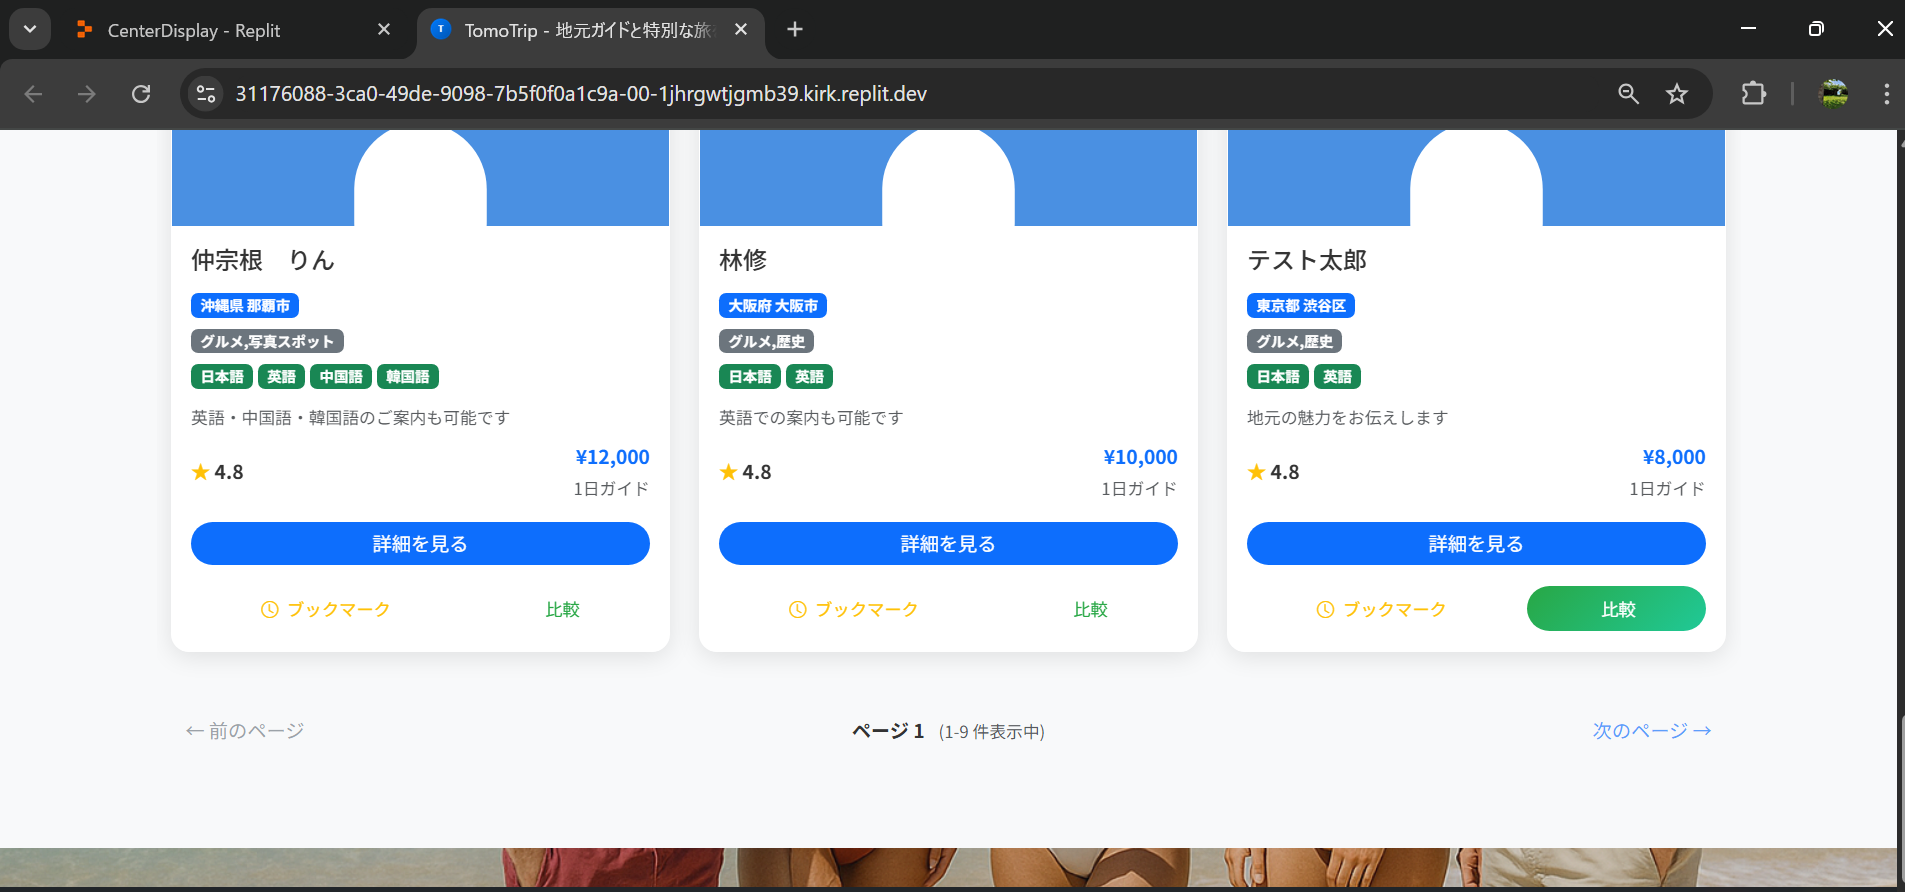 CenterDisplay - Replit
TomoTrip - 地元ガイドと特別な旅
31176088-3ca0-49de-9098-7b5f0f0a1c9a-00-1jhrgwtjgmb39.kirk.replit.dev
仲宗根　りん
沖縄県 那覇市
グルメ,写真スポット
日本語 英語 中国語 韓国語
英語・中国語・韓国語のご案内も可能です
★ 4.8
¥12,000
1日ガイド
詳細を見る
ブックマーク 比較
林修
大阪府 大阪市
グルメ,歴史
日本語 英語
英語での案内も可能です
★ 4.8
¥10,000
1日ガイド
詳細を見る
ブックマーク 比較
テスト太郎
東京都 渋谷区
グルメ,歴史
日本語 英語
地元の魅力をお伝えします
★ 4.8
¥8,000
1日ガイド
詳細を見る
ブックマーク 比較
← 前のページ
ページ 1 (1-9 件表示中)
次のページ →